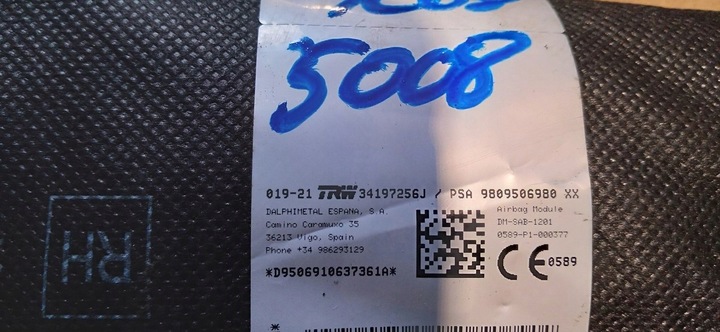 5008
019-21 TRW 34197256J / PSA 9809506980 XX
DALPHIMETAL ESPANA, S.A.
Camino Caramuxo 35
36213 Vigo, Spain
Phone +34 986293129
Airbag Module
DM-SAB-1201
0589-P1-000377
CE 0589
*D9506910637361A*
*
RH